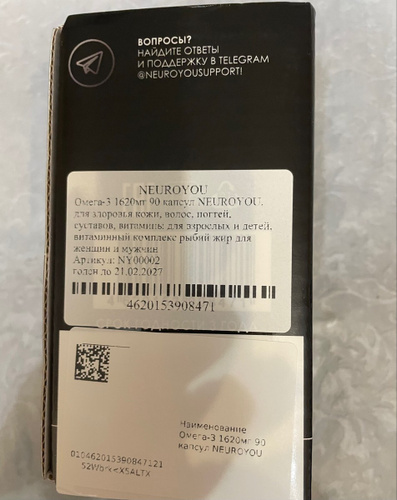 ВОПРОСЫ?
НАЙДИТЕ ОТВЕТЫ
И ПОДДЕРЖКУ В TELEGRAM
@NEUROYOUSUPPORT!
NEUROYOU
Омега-3 1620мг 90 капсул NEUROYOU,
для здоровья кожи, волос, ногтей,
суставов, витамины для взрослых и детей,
витаминный комплекс рыбий жир для
женщин и мужчин
Артикул: NY00002
годен до 21.02.2027
4620153908471
Наименование
Омега-3 1620мг 90
капсул NEUROYOU
010462015390847121